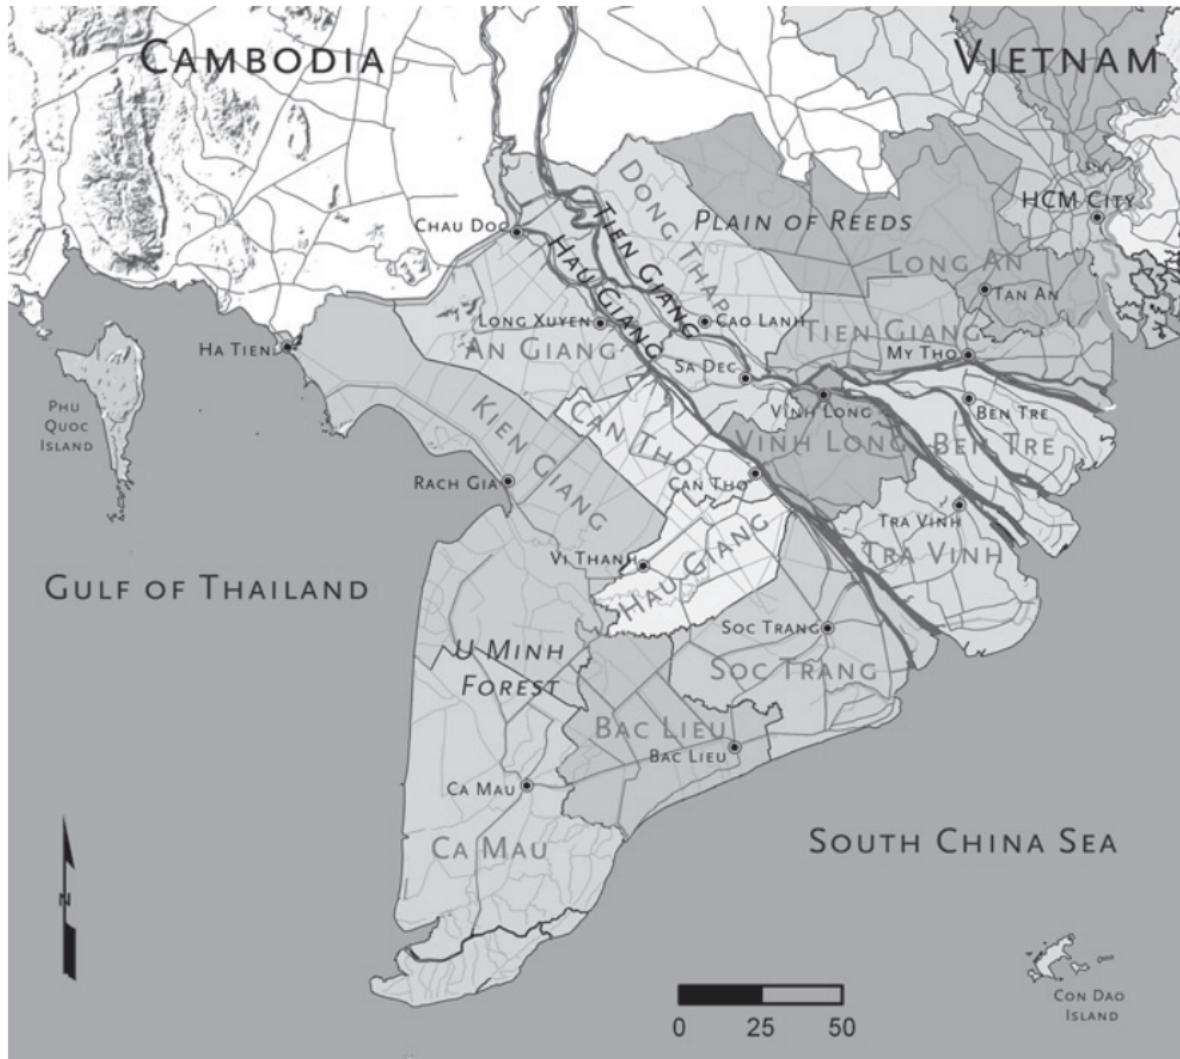 CAMBODIA
VIETNAM
DONG THAP
PLAIN OF REEDS
HCM CITY
CHAU DOC
TIEN GIANG
HAU GIANG
LONG AN
TAN AN
LONG XUYEN
CAO LANH
TIEN GIANG
AN GIANG
MY THO
HA TIEN
SA DEC
PHU
QUOC
ISLAND
VINH LONG
BEN TRE
KIEN GIANG
CAN THO
VINH LONG
BEN TRE
RACH GIA
CAN THO
TRA VINH
TRA VINH
VI THANH
HAU GIANG
GULF OF THAILAND
SOC TRANG
U MINH
FOREST
SOC TRANG
BAC LIEU
BAC LIEU
CA MAU
CA MAU
SOUTH CHINA SEA
N
CON DAO
ISLAND
0 25 50